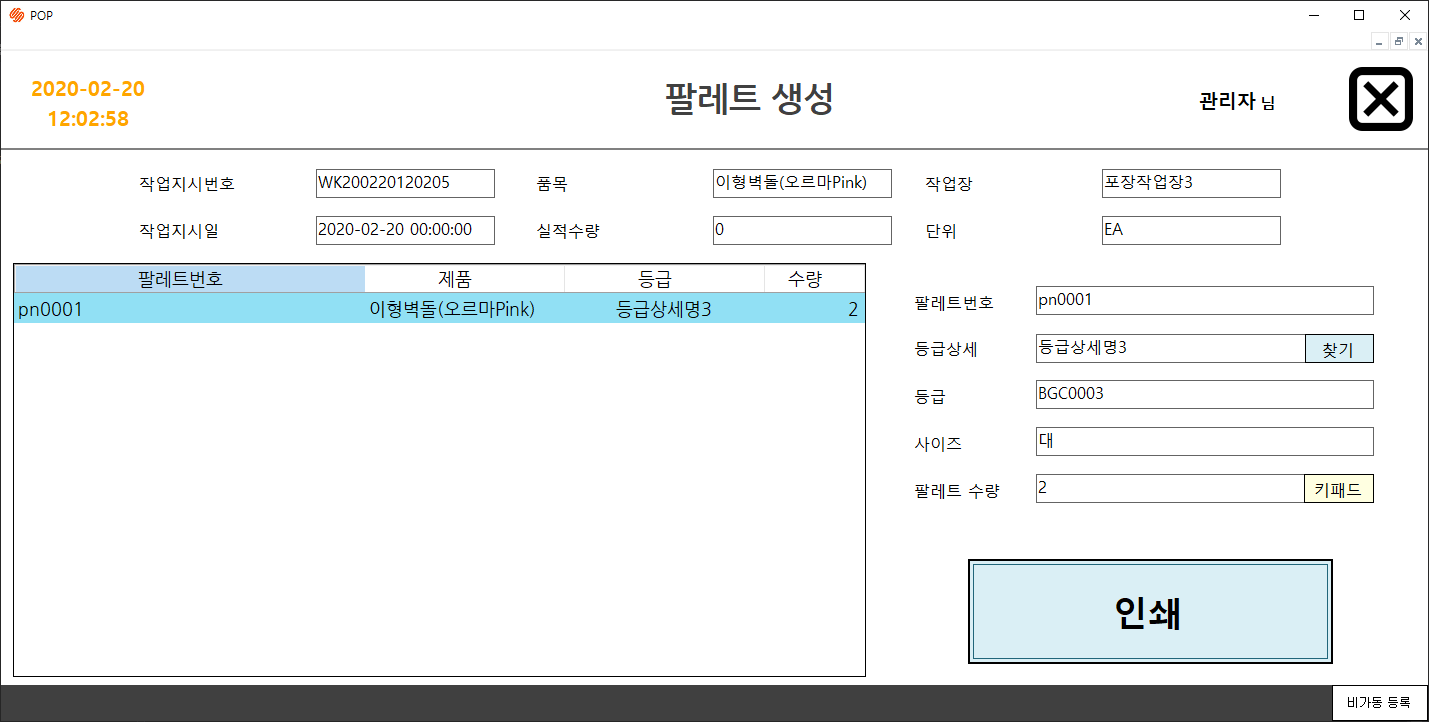 POP
2020-02-20
12:02:58
팔레트 생성
관리자 님
작업지시번호 WK200220120205 품목 이형벽돌(오르마Pink) 작업장 포장작업장3
작업지시일 2020-02-20 00:00:00 실적수량 0 단위 EA
팔레트번호 제품 등급 수량
pn0001 이형벽돌(오르마Pink) 등급상세명3 2
팔레트번호 pn0001
등급상세 등급상세명3 찾기
등급 BGC0003
사이즈 대
팔레트 수량 2 키패드
인쇄
비가동 등록